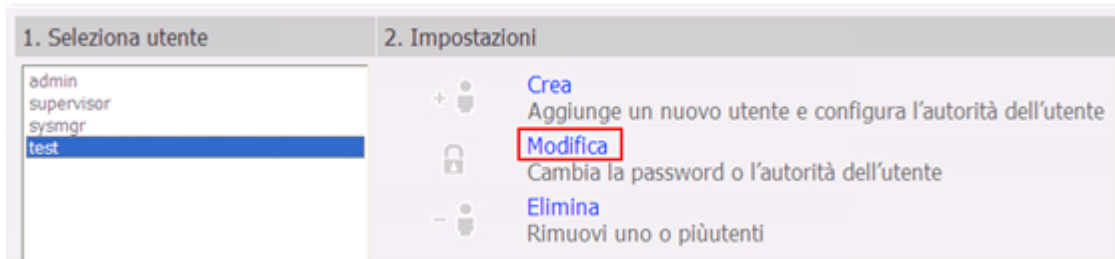 1. Seleziona utente
2. Impostazioni
admin
supervisor
sysmgr
test
Crea
Aggiunge un nuovo utente e configura l'autorità dell'utente
Modifica
Cambia la password o l'autorità dell'utente
Elimina
Rimuovi uno o piùutenti